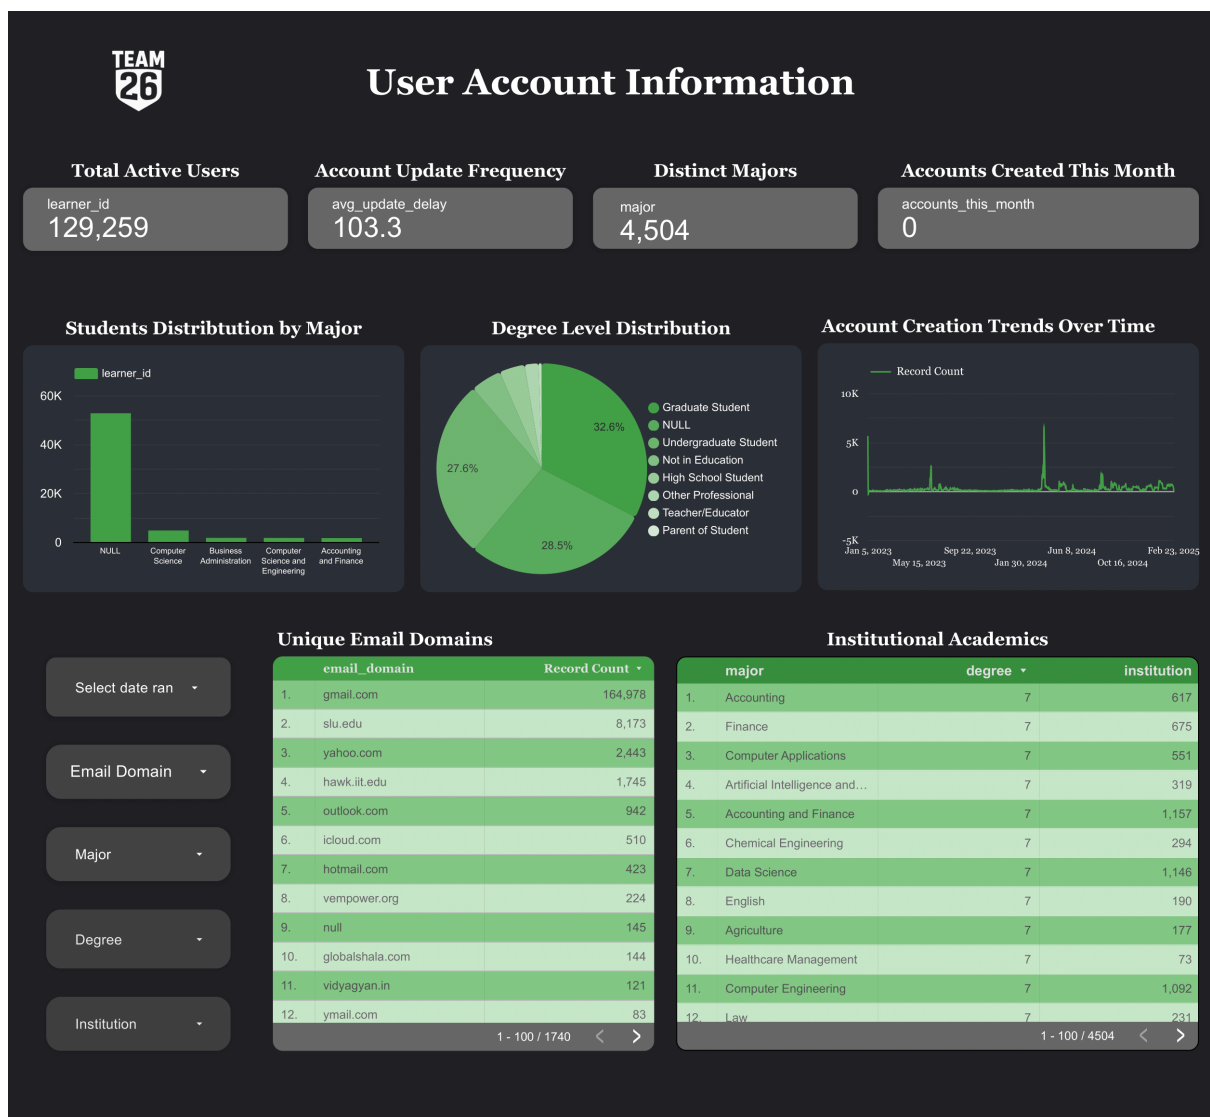 TEAM
26
User Account Information
Total Active Users
learner_id
129,259
Account Update Frequency
avg_update_delay
103.3
Distinct Majors
major
4,504
Accounts Created This Month
accounts_this_month
0
Students Distribtution by Major
learner_id
60K
40K
20K
0
NULL
Computer
Science
Business
Administration
Computer
Science and
Engineering
Accounting
and Finance
Degree Level Distribution
32.6%
28.5%
27.6%
Graduate Student
NULL
Undergraduate Student
Not in Education
High School Student
Other Professional
Teacher/Educator
Parent of Student
Account Creation Trends Over Time
Record Count
10K
5K
0
-5K
Jan 5, 2023
May 15, 2023
Sep 22, 2023
Jan 30, 2024
Jun 8, 2024
Oct 16, 2024
Feb 23, 2025
Select date ran
Email Domain
Major
Degree
Institution
Unique Email Domains
email_domain Record Count
1. gmail.com 164,978
2. slu.edu 8,173
3. yahoo.com 2,443
4. hawk.iit.edu 1,745
5. outlook.com 942
6. icloud.com 510
7. hotmail.com 423
8. vempower.org 224
9. null 145
10. globalshala.com 144
11. vidyagyan.in 121
12. ymail.com 83
1 - 100 / 1740
Institutional Academics
major degree institution
1. Accounting 7 617
2. Finance 7 675
3. Computer Applications 7 551
4. Artificial Intelligence and... 7 319
5. Accounting and Finance 7 1,157
6. Chemical Engineering 7 294
7. Data Science 7 1,146
8. English 7 190
9. Agriculture 7 177
10. Healthcare Management 7 73
11. Computer Engineering 7 1,092
12. Law 7 231
1 - 100 / 4504